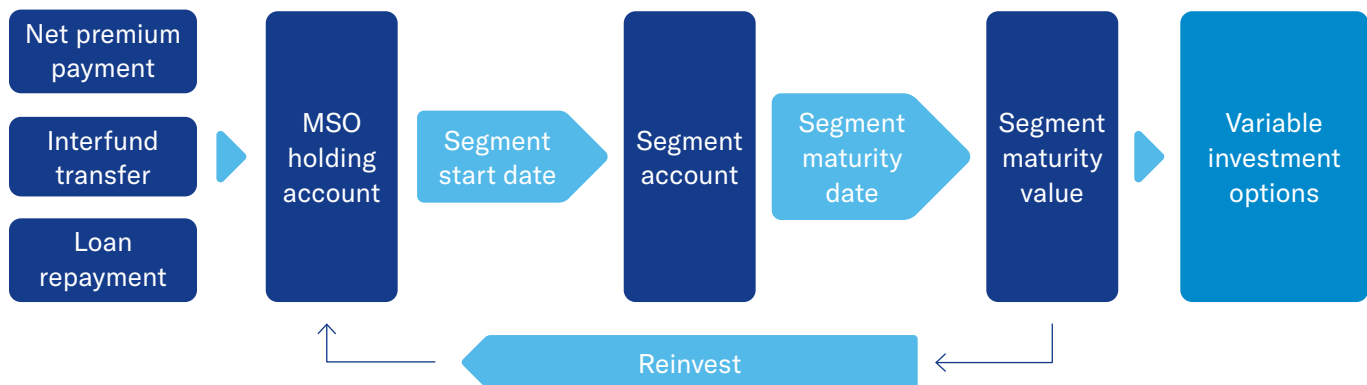 Net premium
payment
Interfund
transfer
Loan
repayment
MSO
holding
account
Segment
start date
Segment
account
Segment
maturity
date
Segment
maturity
value
Variable
investment
options
Reinvest